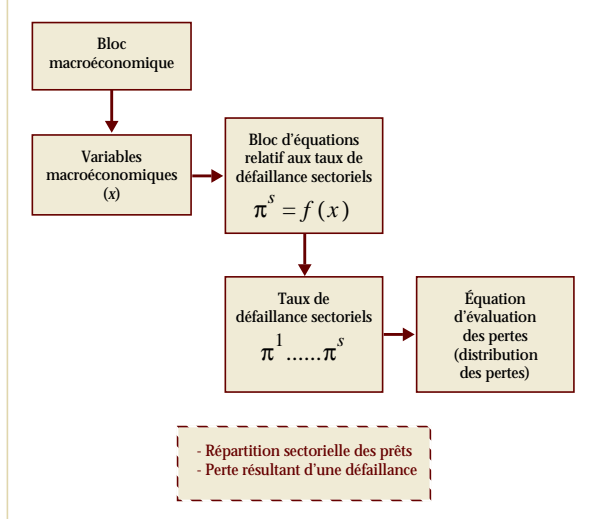 Bloc
macroéconomique
Variables
macroéconomiques
(x)
Bloc d'équations
relatif aux taux de
défaillance sectoriels
π^s = f (x)
Taux de
défaillance sectoriels
π^1 ......π^s
Équation
d'évaluation
des pertes
(distribution
des pertes)
- Répartition sectorielle des prêts
- Perte résultant d'une défaillance